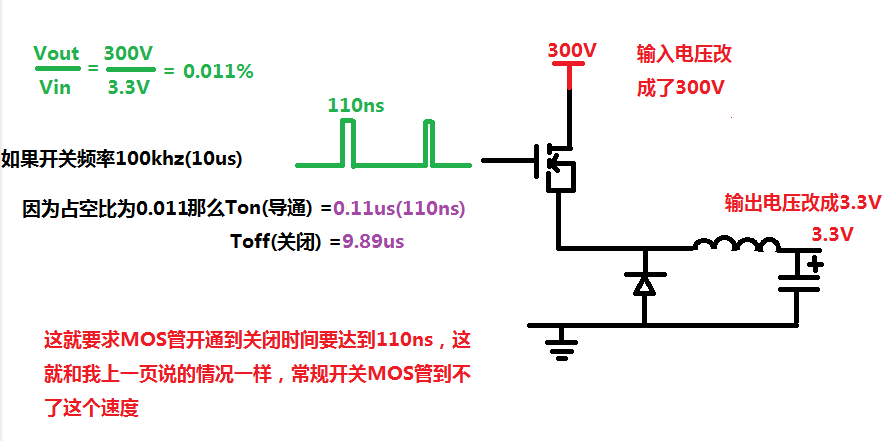 Vout
Vin
=
300V
3.3V
= 0.011%
300V
输入电压改
成了300V
110ns
如果开关频率100khz(10us)
因为占空比为0.011那么Ton(导通) =0.11us(110ns)
Toff(关闭) =9.89us
输出电压改成3.3V
3.3V
+
这就要求MOS管开通到关闭时间要达到110ns，这
就和我上一页说的情况一样，常规开关MOS管到不
了这个速度